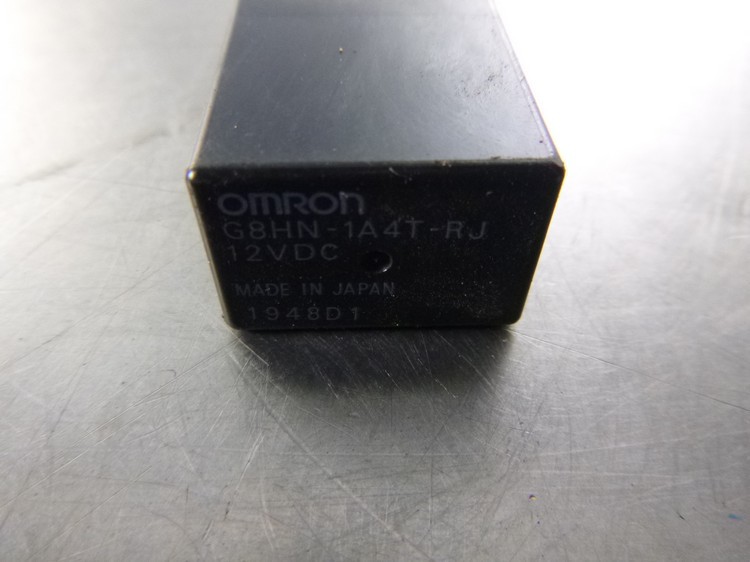 omron
G8HN-1A4T-RJ
12VDC
MADE IN JAPAN
1948D1